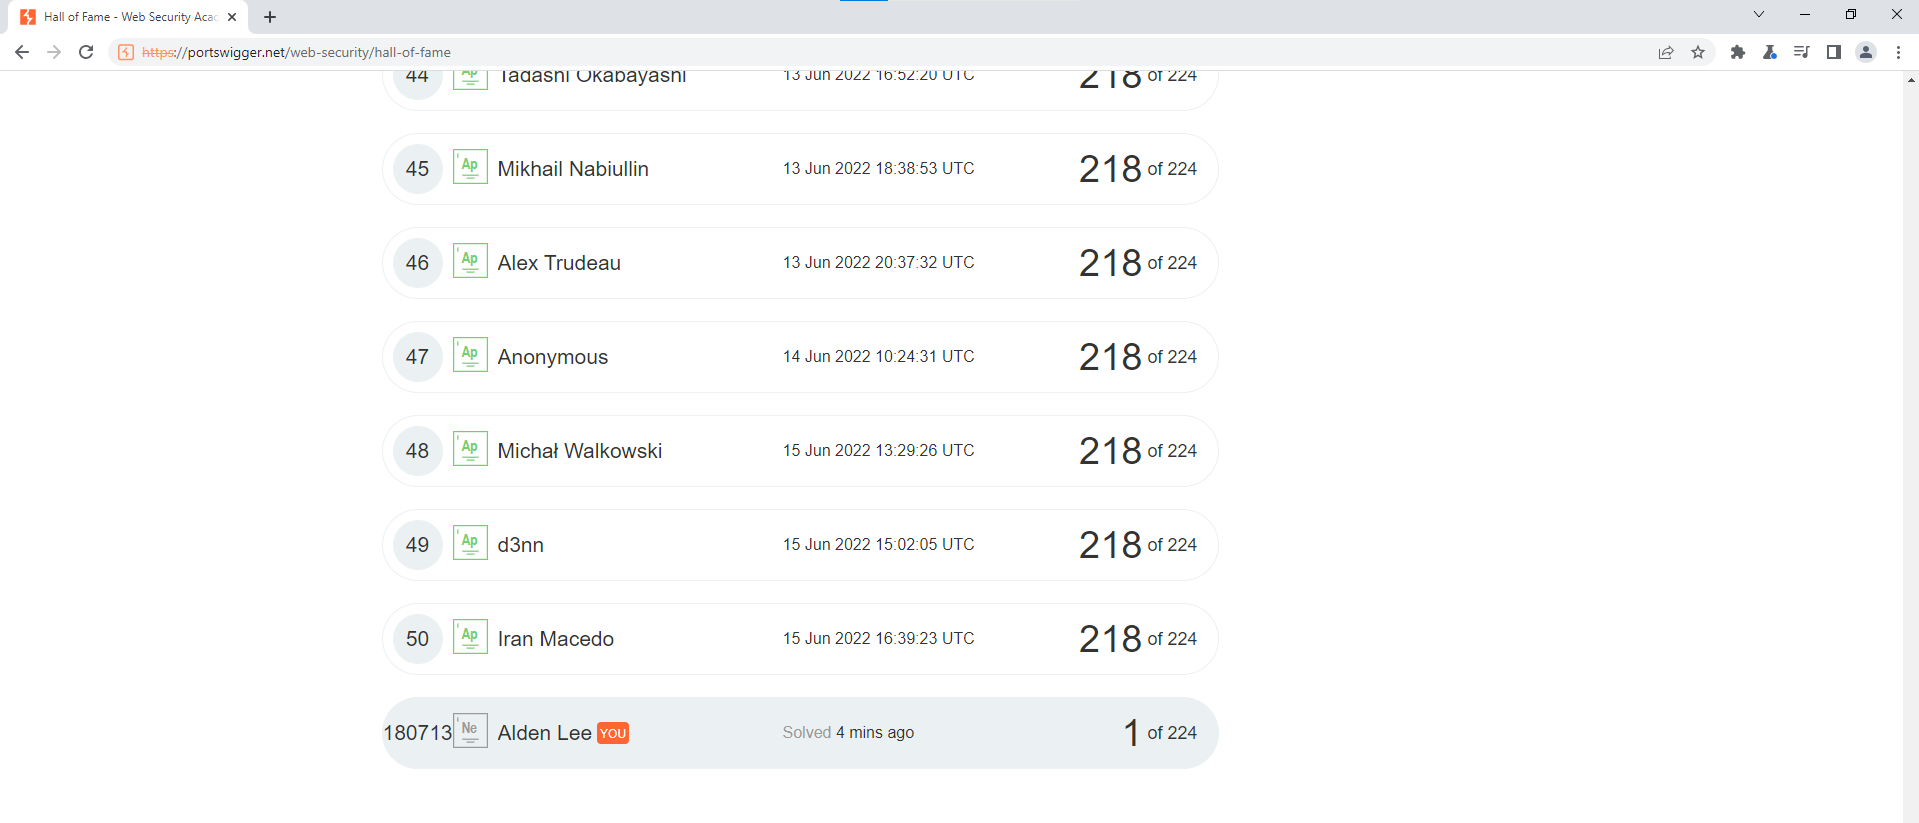 Hall of Fame - Web Security Aca
https://portswigger.net/web-security/hall-of-fame
44 Ap Tadashi Okabayashi 13 Jun 2022 16:52:20 UTC 218 of 224
45 Ap Mikhail Nabiullin 13 Jun 2022 18:38:53 UTC 218 of 224
46 Ap Alex Trudeau 13 Jun 2022 20:37:32 UTC 218 of 224
47 Ap Anonymous 14 Jun 2022 10:24:31 UTC 218 of 224
48 Ap Michał Walkowski 15 Jun 2022 13:29:26 UTC 218 of 224
49 Ap d3nn 15 Jun 2022 15:02:05 UTC 218 of 224
50 Ap Iran Macedo 15 Jun 2022 16:39:23 UTC 218 of 224
180713 Ne Alden Lee YOU Solved 4 mins ago 1 of 224